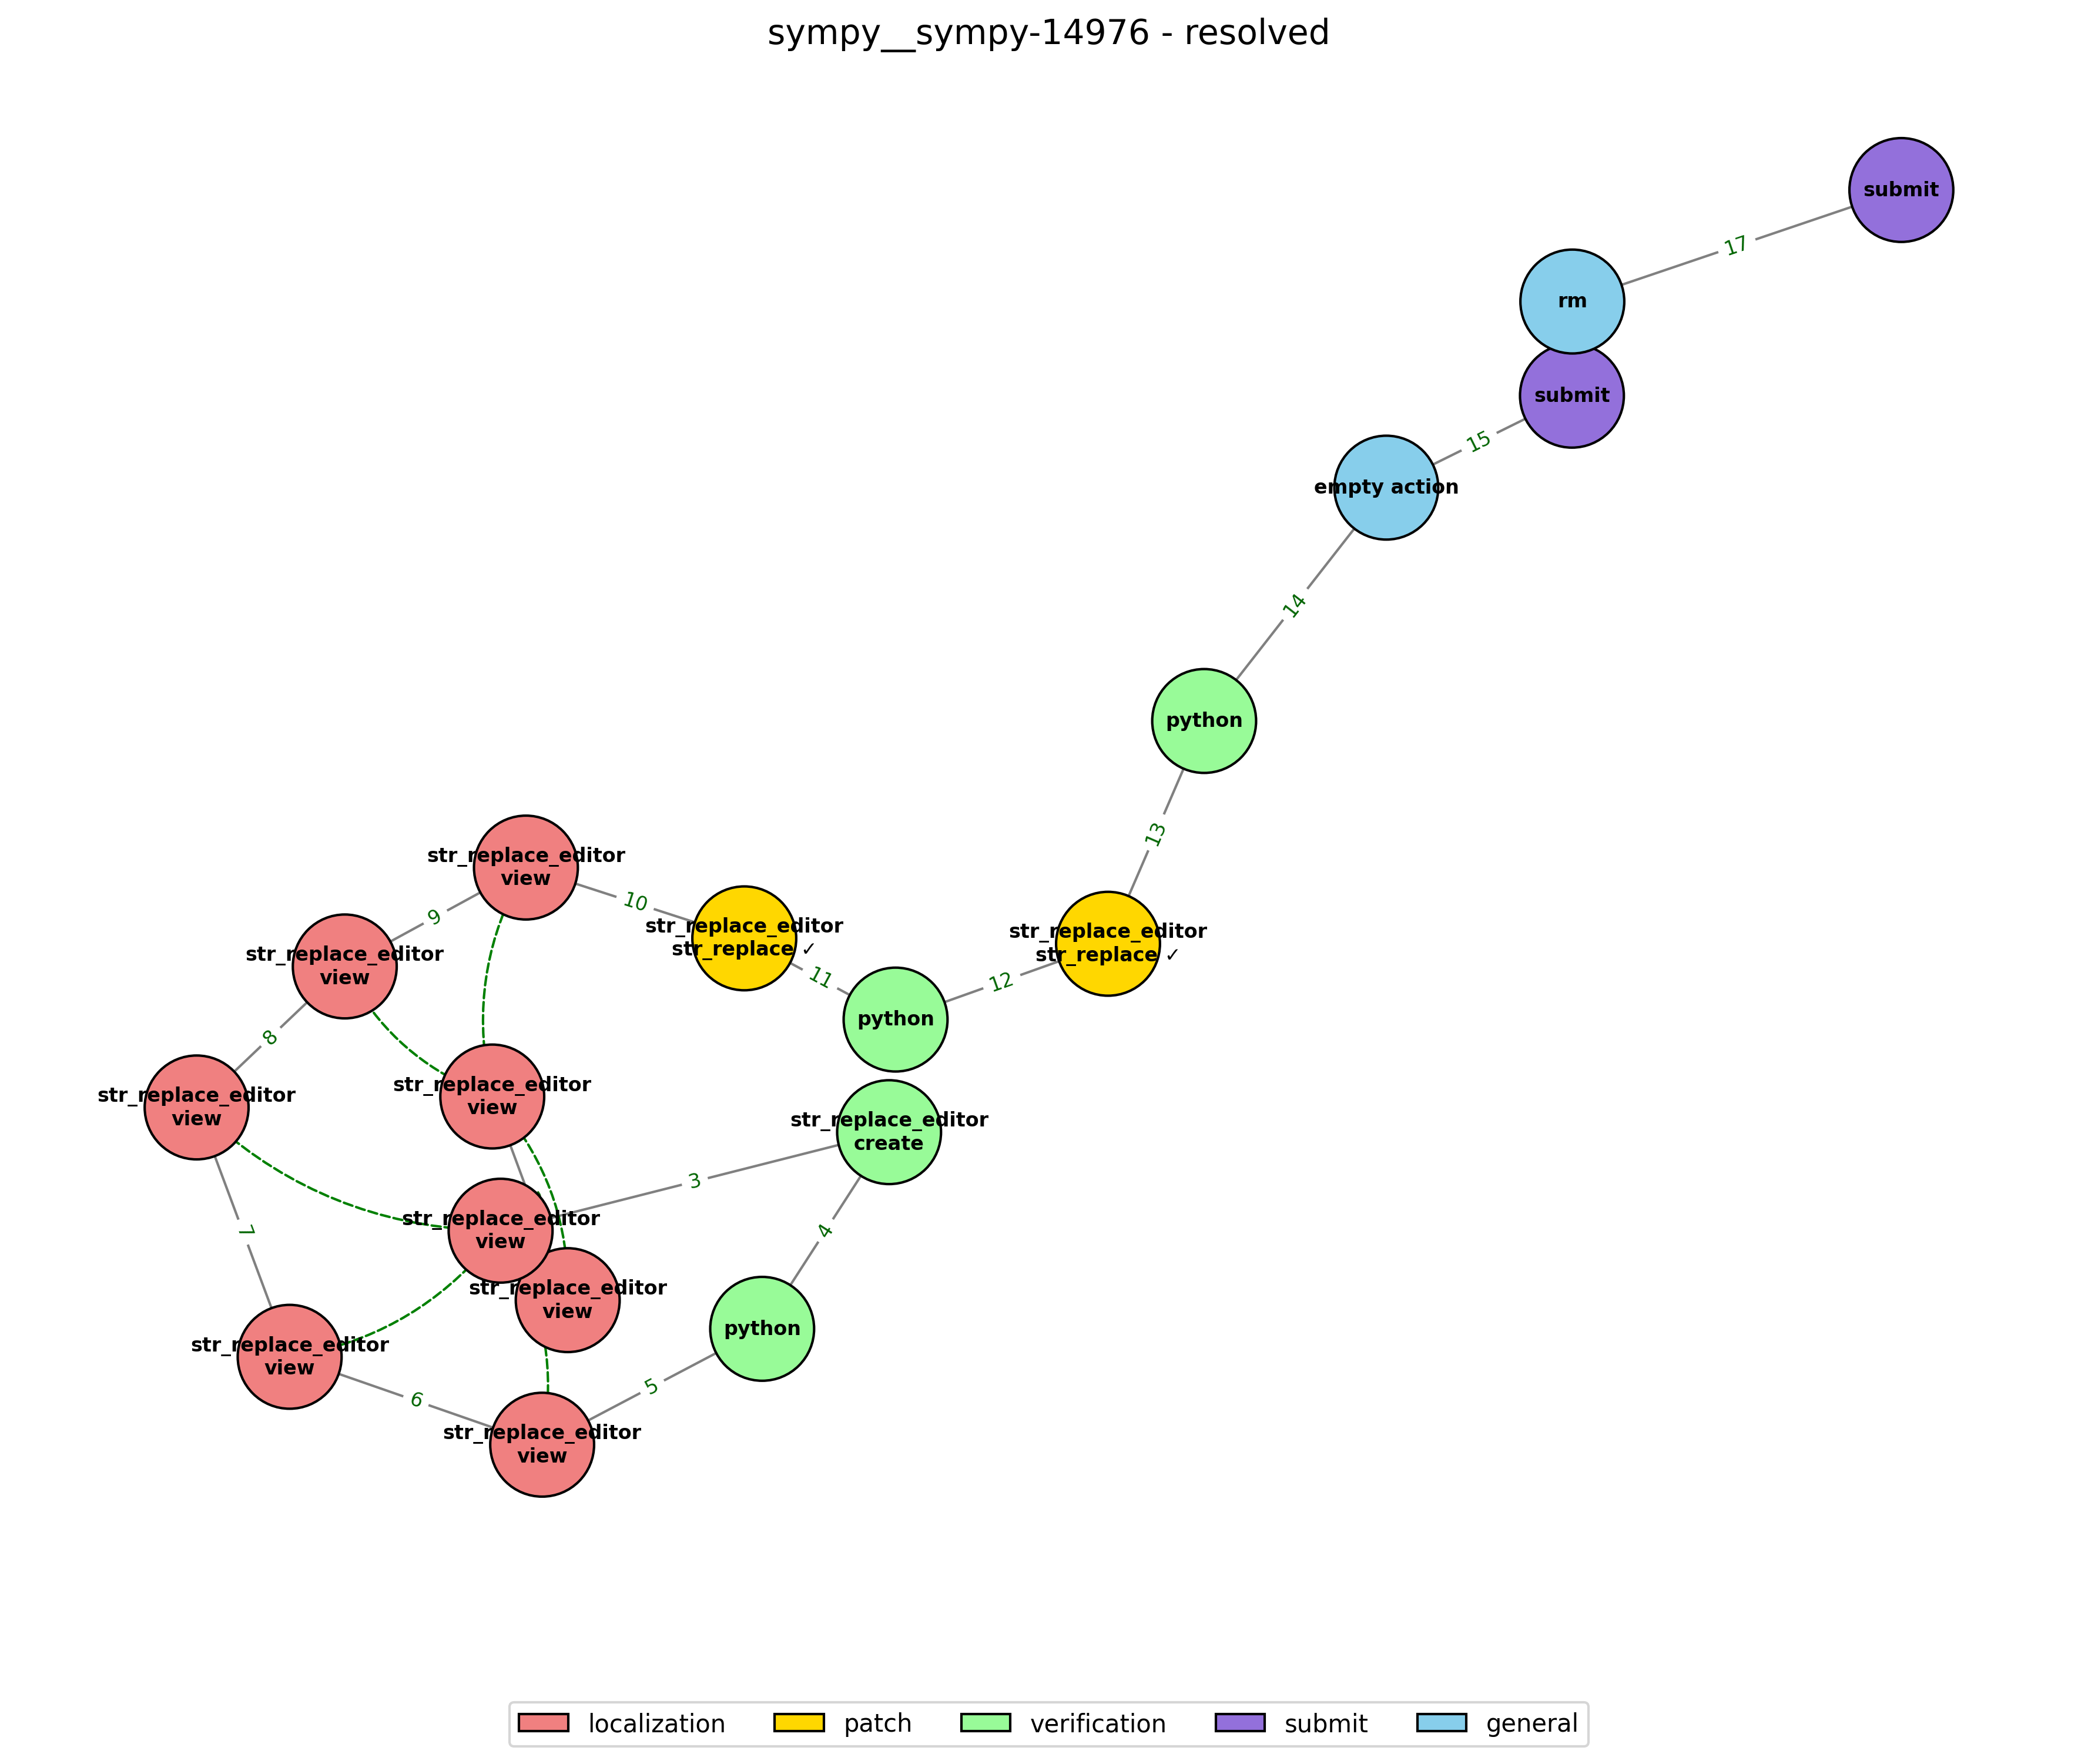 sympy__sympy-14976 - resolved
submit
17
rm
submit
15
empty action
14
python
13
str_replace_editor
view
9
10
str_replace_editor
str_replace ✓
str_replace_editor
str_replace ✓
11
12
python
str_replace_editor
view
8
str_replace_editor
view
str_replace_editor
view
str_replace_editor
create
3
4
7
str_replace_editor
view
str_replace_editor
view
python
str_replace_editor
view
5
6
str_replace_editor
view
localization
patch
verification
submit
general